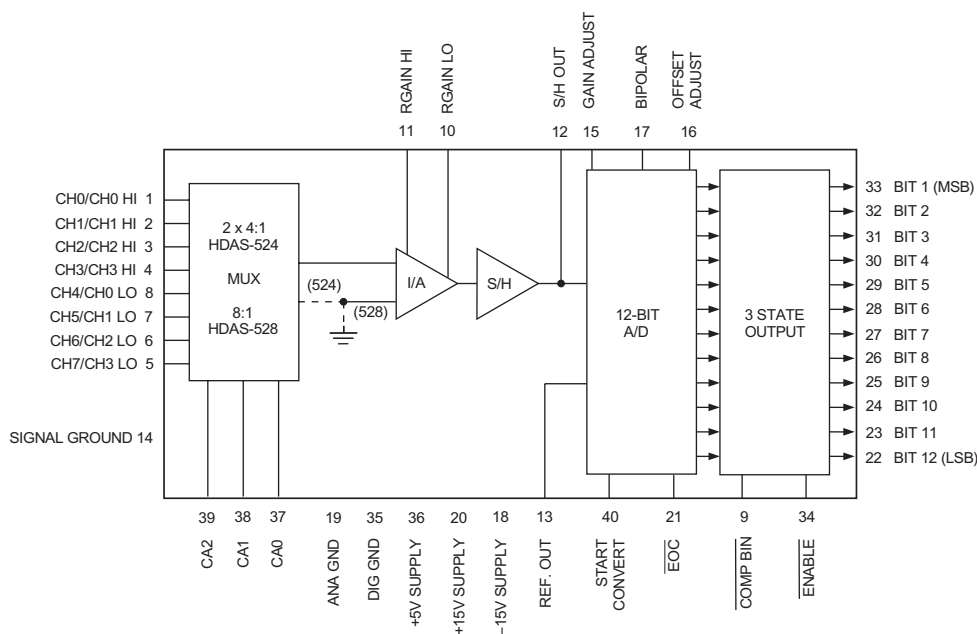 RGAIN HI
RGAIN LO
S/H OUT
GAIN ADJUST
BIPOLAR
OFFSET
ADJUST
11
10
12
15
17
16
CH0/CH0 HI 1
CH1/CH1 HI 2
CH2/CH2 HI 3
CH3/CH3 HI 4
CH4/CH0 LO 8
CH5/CH1 LO 7
CH6/CH2 LO 6
CH7/CH3 LO 5
SIGNAL GROUND 14
2 x 4:1
HDAS-524
MUX
8:1
HDAS-528
(524)
(528)
I/A
S/H
12-BIT
A/D
3 STATE
OUTPUT
33 BIT 1 (MSB)
32 BIT 2
31 BIT 3
30 BIT 4
29 BIT 5
28 BIT 6
27 BIT 7
26 BIT 8
25 BIT 9
24 BIT 10
23 BIT 11
22 BIT 12 (LSB)
39
38
37
19
35
36
20
18
13
40
21
9
34
CA2
CA1
CA0
ANA GND
DIG GND
+5V SUPPLY
+15V SUPPLY
–15V SUPPLY
REF. OUT
START
CONVERT
EOC
COMP BIN
ENABLE